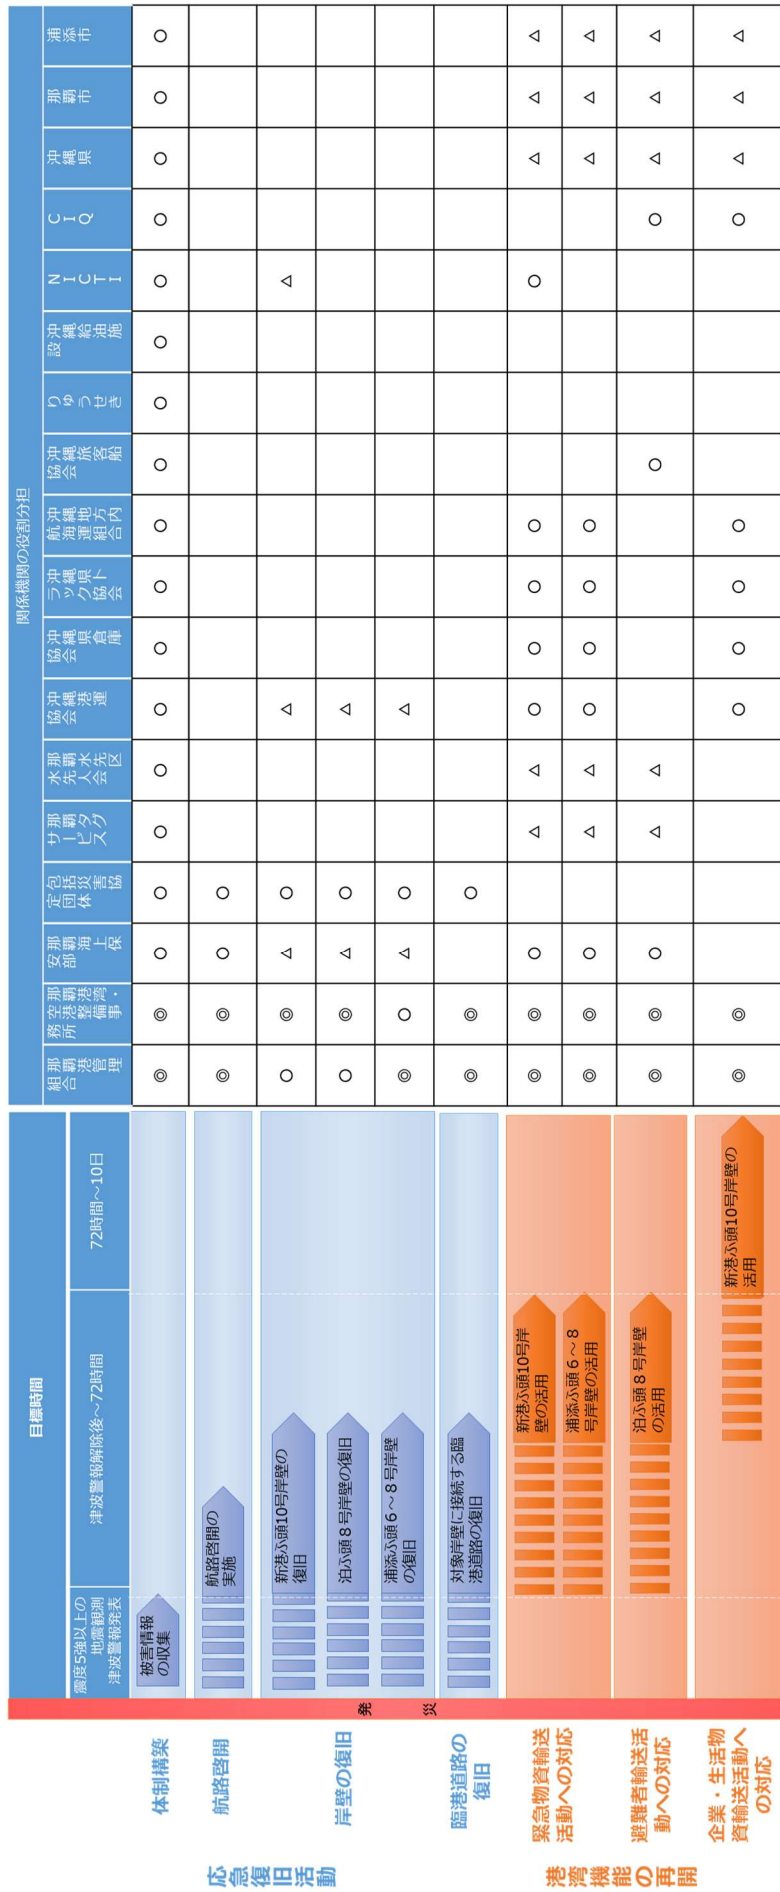 目標時間
関係機関の役割分担
震度5強以上の
地震観測
津波警報発表
津波警報解除後～72時間
72時間～10日
那覇港管理組合
那覇港湾・空港整備事務所
那覇海上保安部
包括災害協定団体
那覇タグサービス
那覇水先区水先人会
沖縄港運協会
沖縄県倉庫協会
沖縄県トラック協会
沖縄地方内航海運組合
沖縄旅客船協会
りゅうせき
沖縄給油施設
NICTI
CIQ
沖縄県
那覇市
浦添市
発災
応急復旧活動
体制構築
被害情報
の収集
◎ ◎ ○ ○ ○ ○ ○ ○ ○ ○ ○ ○ ○ ○ ○ ○ ○ ○
航路啓開
航路啓開の
実施
◎ ◎ ○ ○
岸壁の復旧
新港ふ頭10号岸壁の
復旧
○ ◎ △ ○ △ △
泊ふ頭８号岸壁の復旧
○ ◎ △ ○ △
浦添ふ頭６～８号岸壁
の復旧
◎ ○ △ ○ △
臨港道路の
復旧
対象岸壁に接続する臨
港道路の復旧
◎ ◎ ○
港湾機能の再開
緊急物資輸送
活動への対応
新港ふ頭10号岸
壁の活用
◎ ◎ ○ △ △ ○ ○ ○ ○ ○ △ △ △
浦添ふ頭６～８
号岸壁の活用
◎ ◎ ○ △ △ ○ ○ ○ ○ △ △ △
避難者輸送活
動への対応
泊ふ頭８号岸壁
の活用
◎ ◎ ○ △ △ ○ ○ △ △ △
企業・生活物
資輸送活動へ
の対応
新港ふ頭10号岸壁の
活用
◎ ◎ ○ ○ ○ ○ ○ △ △ △